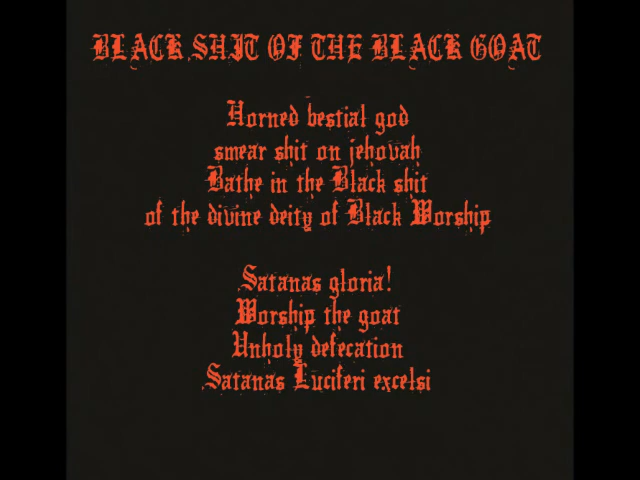 BLACK SHIT OF THE BLACK GOAT
Horned bestial god
smear shit on jehovah
Bathe in the Black shit
of the divine deity of Black Worship
Satanas gloria!
Worship the goat
Unholy defecation
Satanas Luciferi excelsi